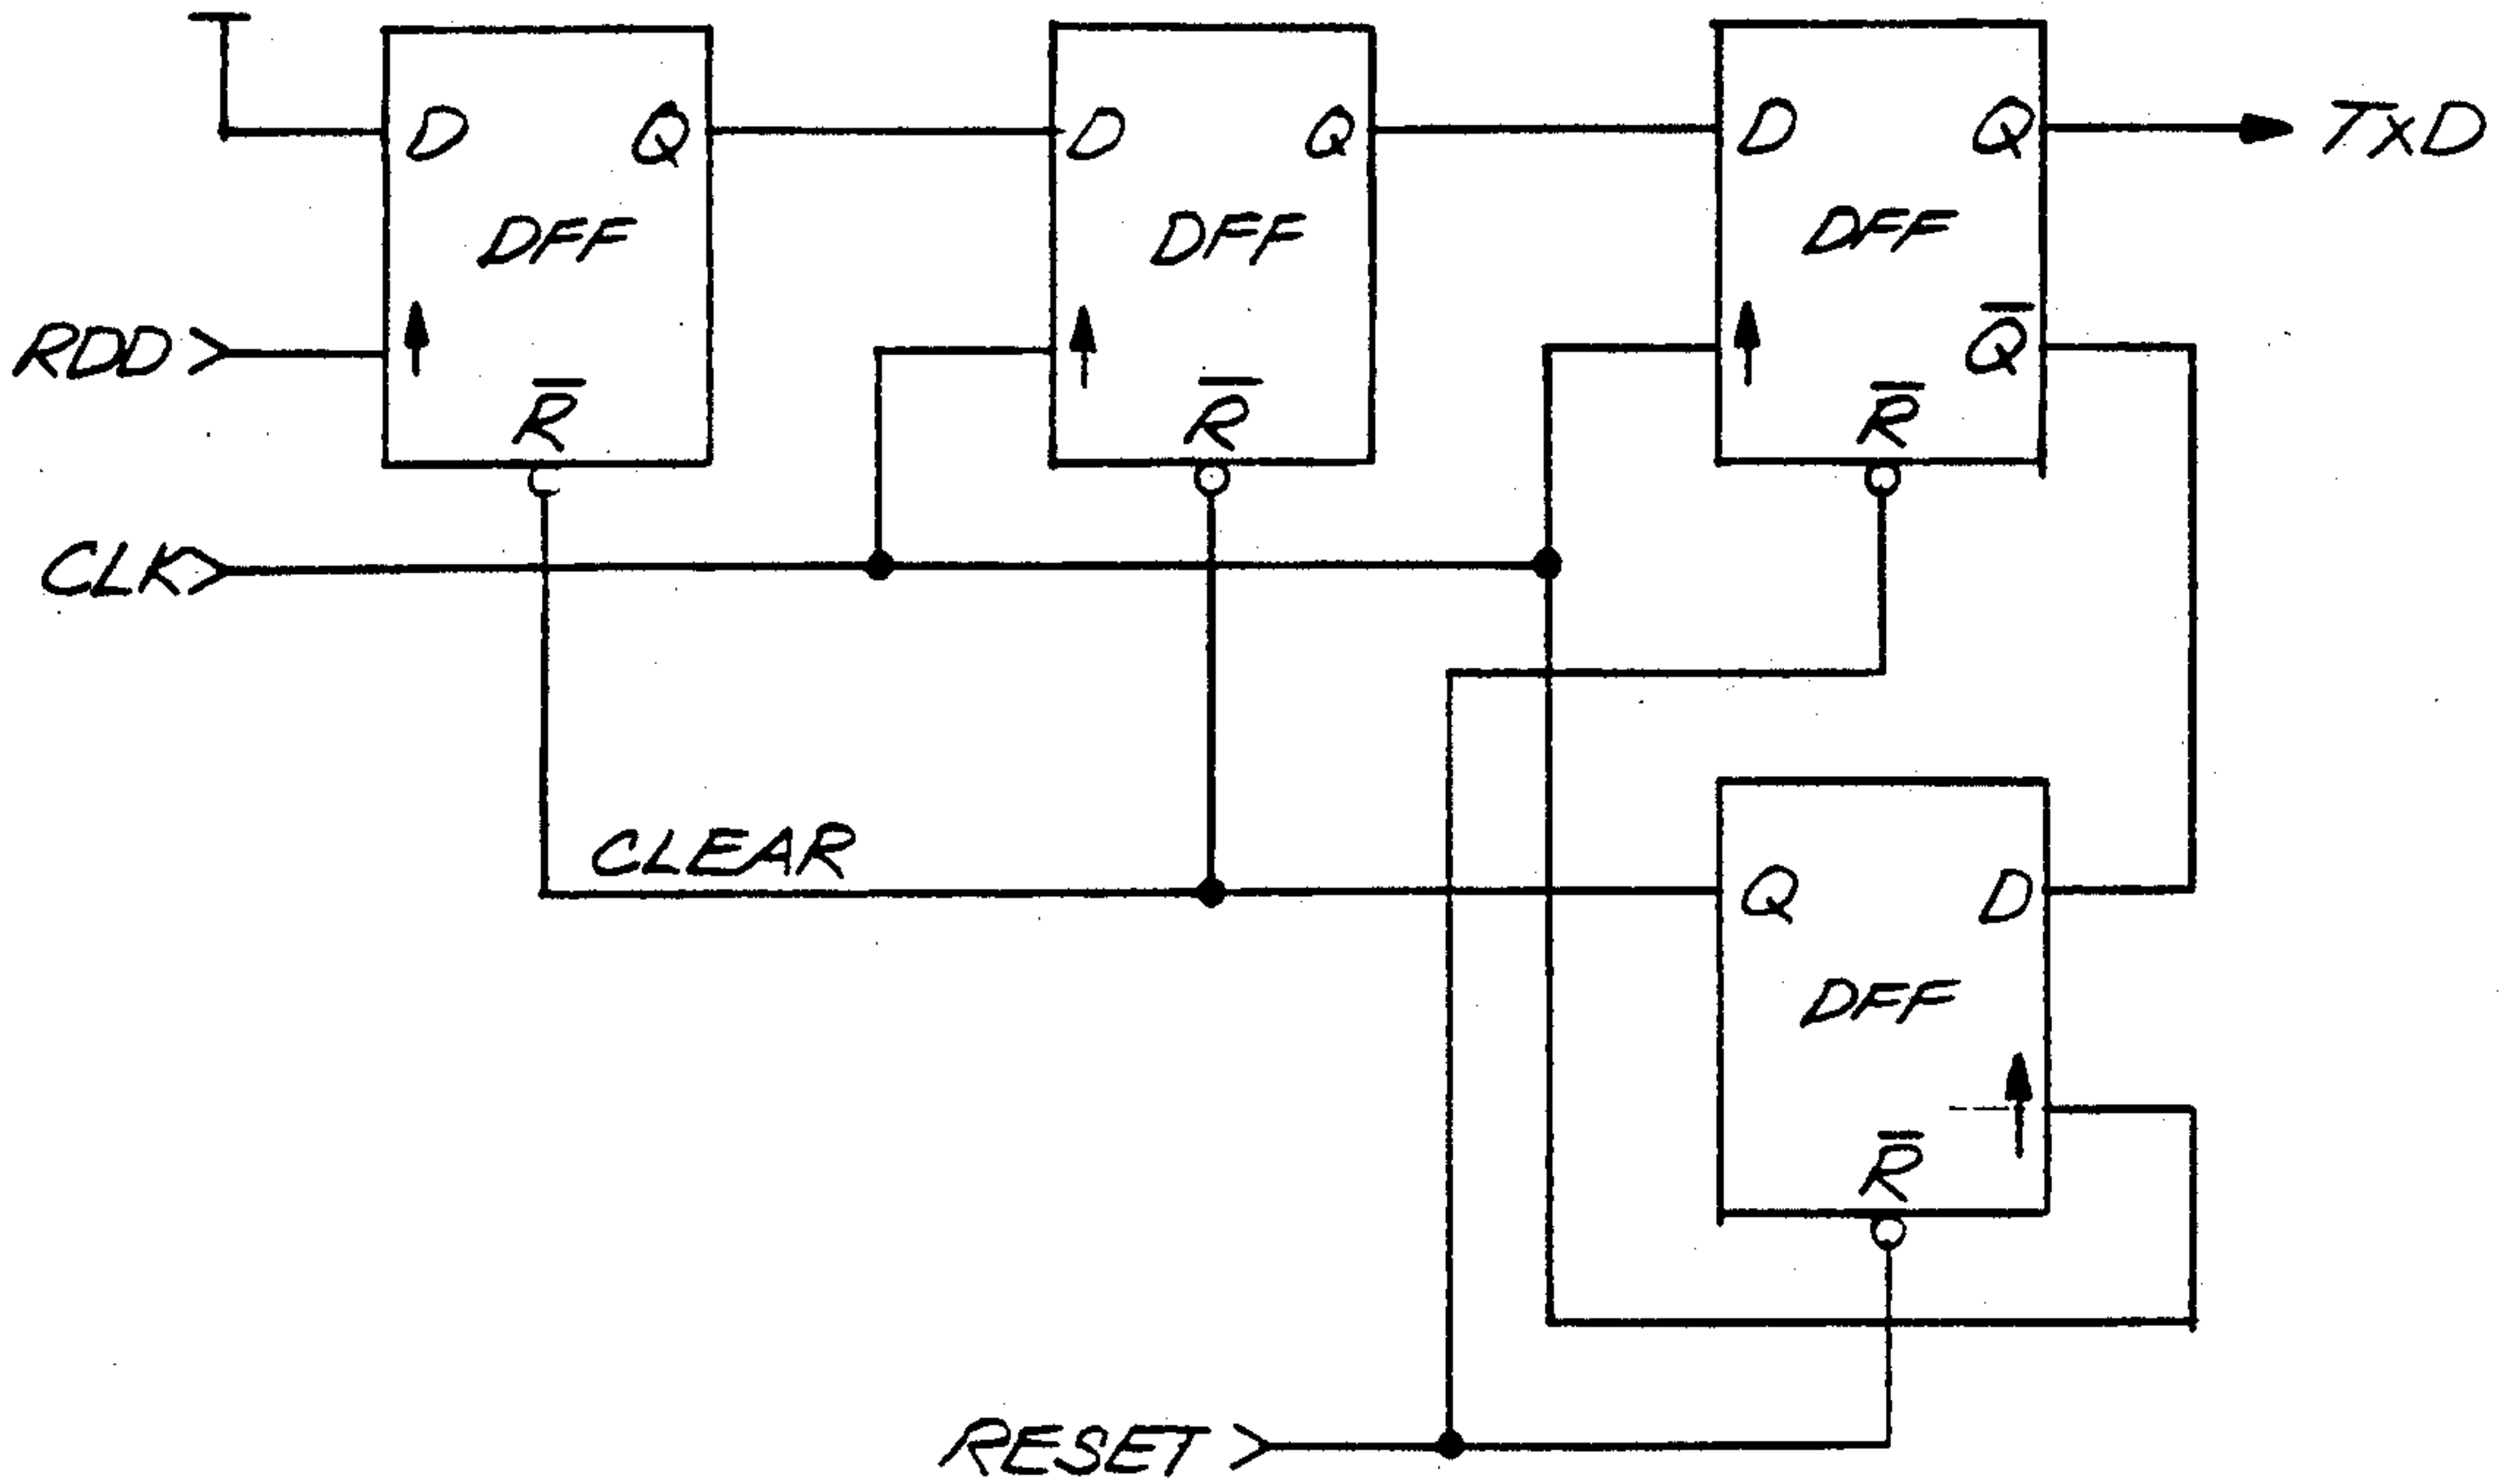 D Q D Q D Q TXD
DFF DFF DFF
RDD Q̅
R̅ R̅ R̅
CLK
CLEAR
Q D
DFF
R̅
RESET